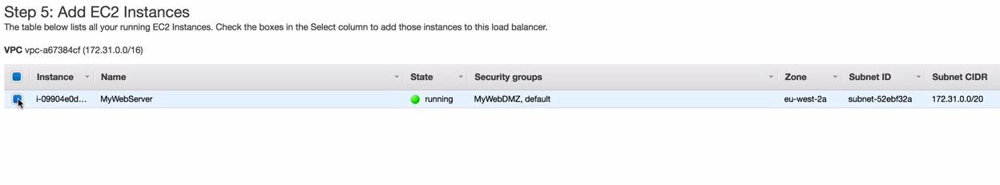 Step 5: Add EC2 Instances
The table below lists all your running EC2 Instances. Check the boxes in the Select column to add those instances to this load balancer.
VPC vpc-a67384cf (172.31.0.0/16)
Instance Name State Security groups Zone Subnet ID Subnet CIDR
i-09904e0d... MyWebServer running MyWebDMZ, default eu-west-2a subnet-52ebf32a 172.31.0.0/20